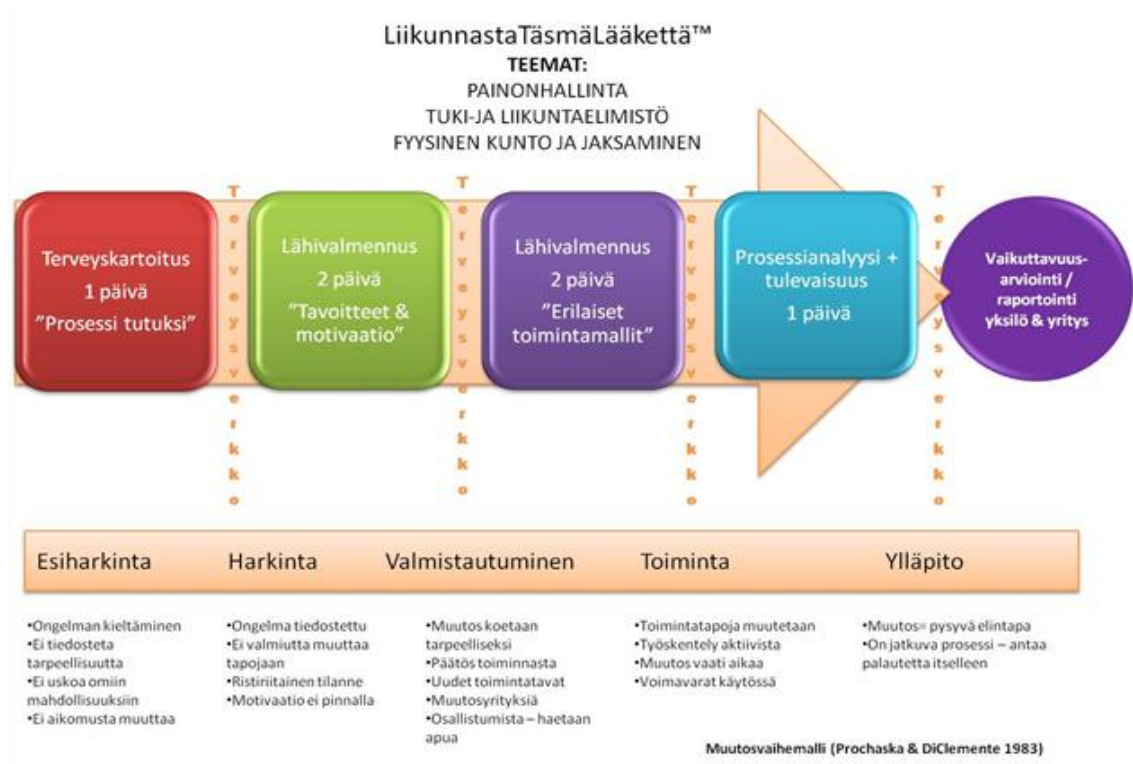 LiikunnastaTäsmäLääkettä™
TEEMAT:
PAINONHALLINTA
TUKI-JA LIIKUNTAELIMISTÖ
FYYSINEN KUNTO JA JAKSAMINEN
Terveyskartoitus
1 päivä
”Prosessi tutuksi”
Terveysverkko
Lähivalmennus
2 päivä
”Tavoitteet &
motivaatio”
Terveysverkko
Lähivalmennus
2 päivä
”Erilaiset
toimintamallit”
Terveysverkko
Prosessianalyysi +
tulevaisuus
1 päivä
Terveysverkko
Vaikuttavuus-
arviointi /
raportointi
yksilö & yritys
Esiharkinta
Harkinta
Valmistautuminen
Toiminta
Ylläpito
•Ongelman kieltäminen
•Ei tiedosteta
tarpeellisuutta
•Ei uskoa omiin
mahdollisuuksiin
•Ei aikomusta muuttaa
•Ongelma tiedostettu
•Ei valmiutta muuttaa
tapojaan
•Ristiriitainen tilanne
•Motivaatio ei pinnalla
•Muutos koetaan
tarpeelliseksi
•Päätös toiminnasta
•Uudet toimintatavat
•Muutosyrityksiä
•Osallistumista – haetaan
apua
•Toimintatapoja muutetaan
•Työskentely aktiivista
•Muutos vaati aikaa
•Voimavarat käytössä
•Muutos= pysyvä elintapa
•On jatkuva prosessi – antaa
palautetta itselleen
Muutosvaihemalli (Prochaska & DiClemente 1983)